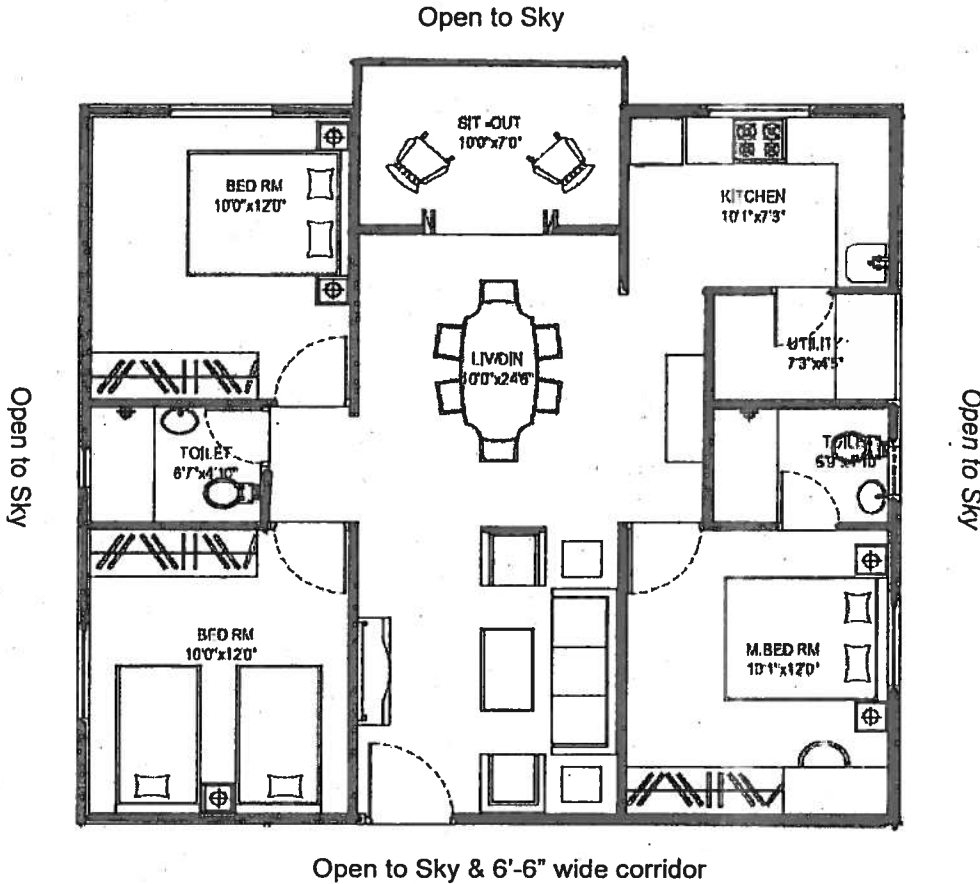 Open to Sky
SIT-OUT
10'0"x7'0"
BED RM
10'0"x12'0"
KITCHEN
10'1"x7'3"
UTILITY
7'3"x4'5"
LIV/DIN
10'0"x24'6"
Open to Sky
Open to Sky
TOILET
6'7"x4'10"
TOILET
BED RM
10'0"x12'0"
M.BED RM
10'1"x12'0"
Open to Sky & 6'-6" wide corridor